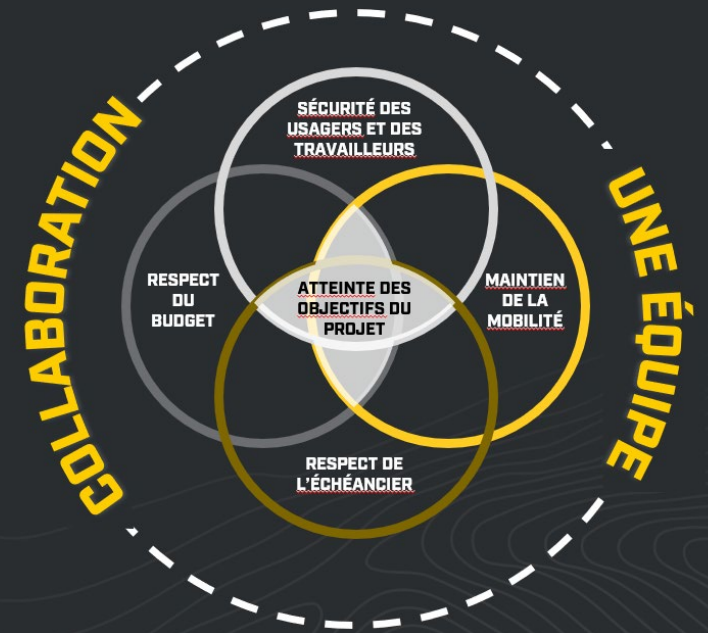 COLLABORATION
SÉCURITÉ DES
USAGERS ET DES
TRAVAILLEURS
RESPECT
DU
BUDGET
ATTEINTE DES
OBJECTIFS DU
PROJET
MAINTIEN
DE LA
MOBILITÉ
RESPECT DE
L'ÉCHÉANCIER
UNE ÉQUIPE